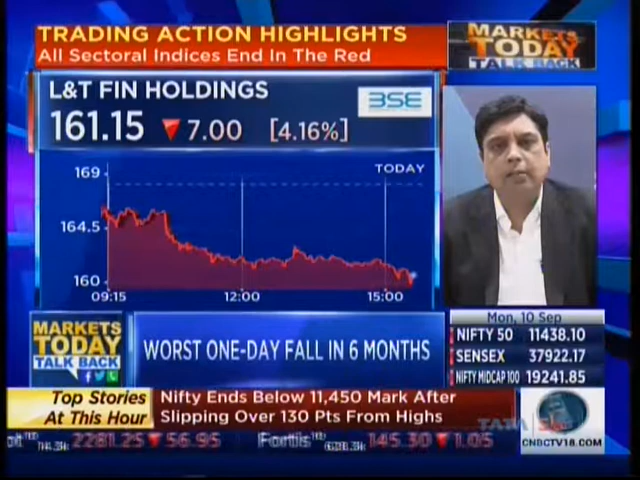 TRADING ACTION HIGHLIGHTS
All Sectoral Indices End In The Red
MARKETS
TODAY
TALK BACK
L&T FIN HOLDINGS
BSE
161.15 ▼ 7.00 [4.16%]
TODAY
169
164.5
160
09:15 12:00 15:00
MARKETS
TODAY
TALK BACK
WORST ONE-DAY FALL IN 6 MONTHS
Mon, 10 Sep
NIFTY 50 11438.10
SENSEX 37922.17
NIFTY MIDCAP 100 19241.85
Top Stories
At This Hour
Nifty Ends Below 11,450 Mark After
Slipping Over 130 Pts From Highs
TATA
CNBCTV18.COM
2281.25 ▼ 56.95 Fortis 145.30 ▼ 1.05